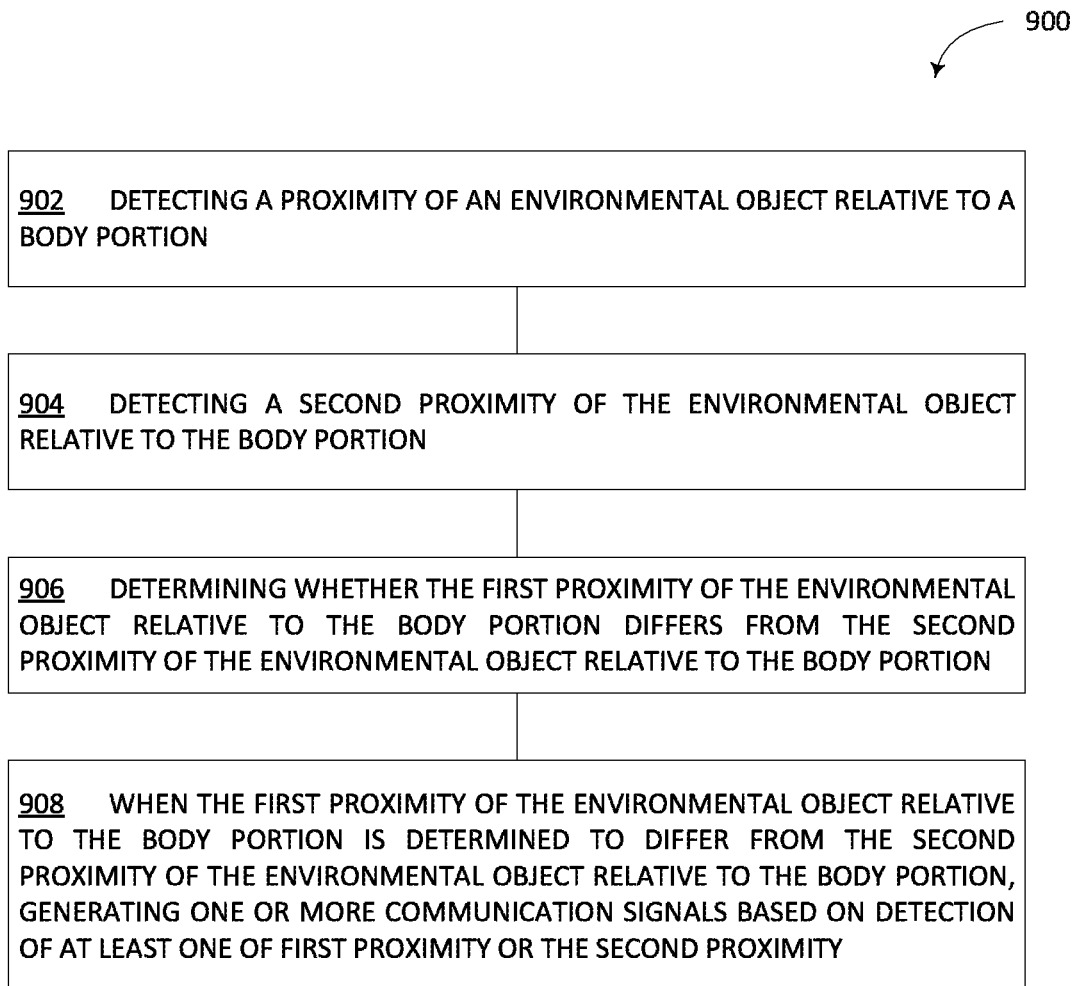 900
902 DETECTING A PROXIMITY OF AN ENVIRONMENTAL OBJECT RELATIVE TO A
BODY PORTION
904 DETECTING A SECOND PROXIMITY OF THE ENVIRONMENTAL OBJECT
RELATIVE TO THE BODY PORTION
906 DETERMINING WHETHER THE FIRST PROXIMITY OF THE ENVIRONMENTAL
OBJECT RELATIVE TO THE BODY PORTION DIFFERS FROM THE SECOND
PROXIMITY OF THE ENVIRONMENTAL OBJECT RELATIVE TO THE BODY PORTION
908 WHEN THE FIRST PROXIMITY OF THE ENVIRONMENTAL OBJECT RELATIVE
TO THE BODY PORTION IS DETERMINED TO DIFFER FROM THE SECOND
PROXIMITY OF THE ENVIRONMENTAL OBJECT RELATIVE TO THE BODY PORTION,
GENERATING ONE OR MORE COMMUNICATION SIGNALS BASED ON DETECTION
OF AT LEAST ONE OF FIRST PROXIMITY OR THE SECOND PROXIMITY